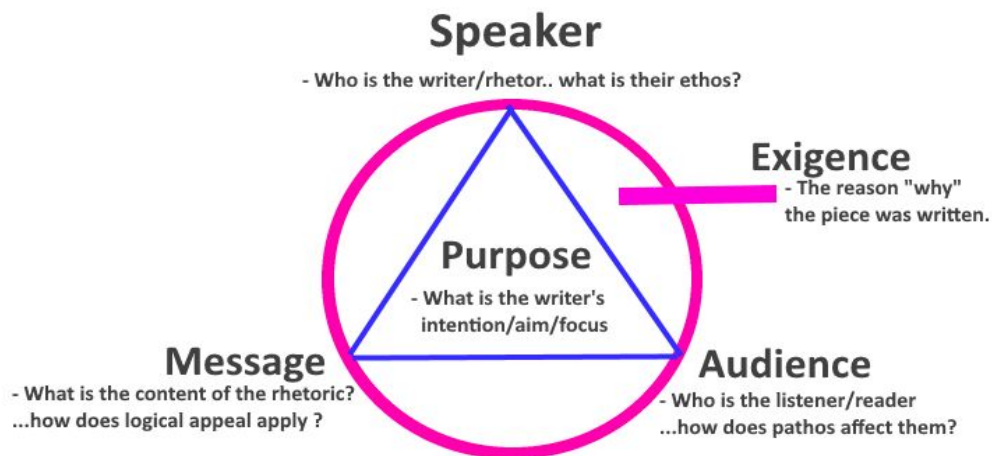 Speaker
- Who is the writer/rhetor.. what is their ethos?
Exigence
- The reason "why"
the piece was written.
Purpose
- What is the writer's
intention/aim/focus
Message
- What is the content of the rhetoric?
...how does logical appeal apply ?
Audience
- Who is the listener/reader
...how does pathos affect them?